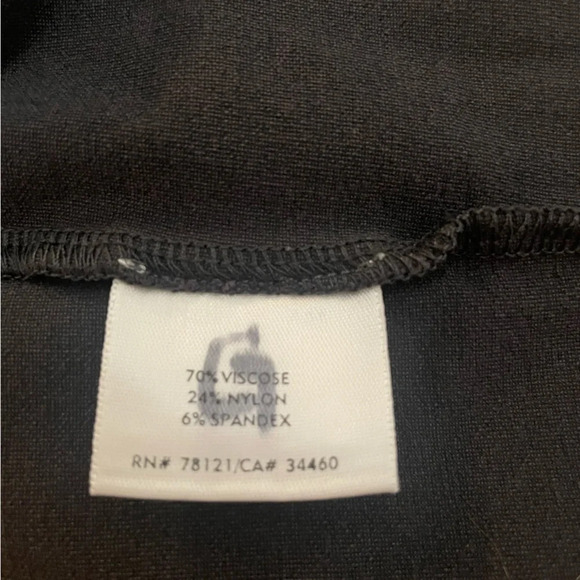 70% VISCOSE
24% NYLON
6% SPANDEX
RN# 78121/CA# 34460